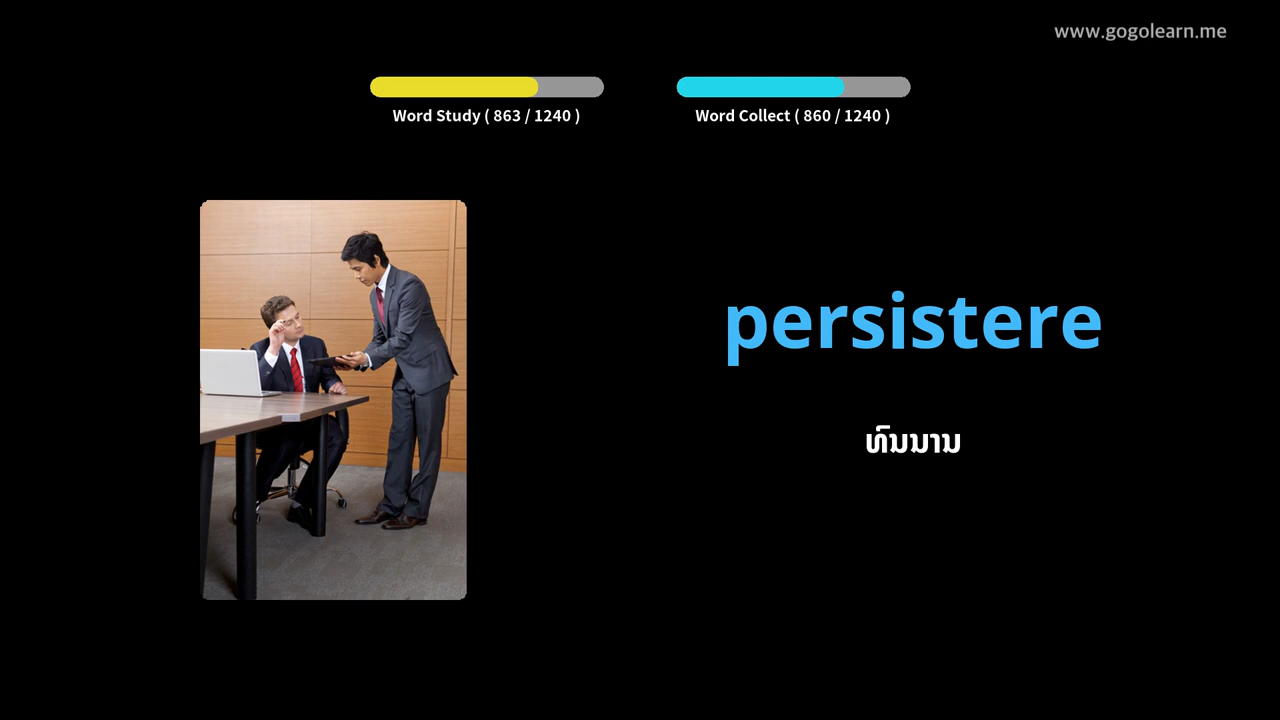 www.gogolearn.me
Word Study ( 863 / 1240 )
Word Collect ( 860 / 1240 )
persistere
ທົນນານ